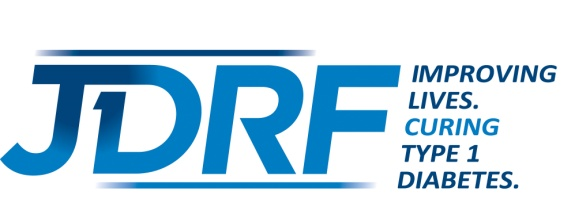 JDRF
IMPROVING
LIVES.
CURING
TYPE 1
DIABETES.